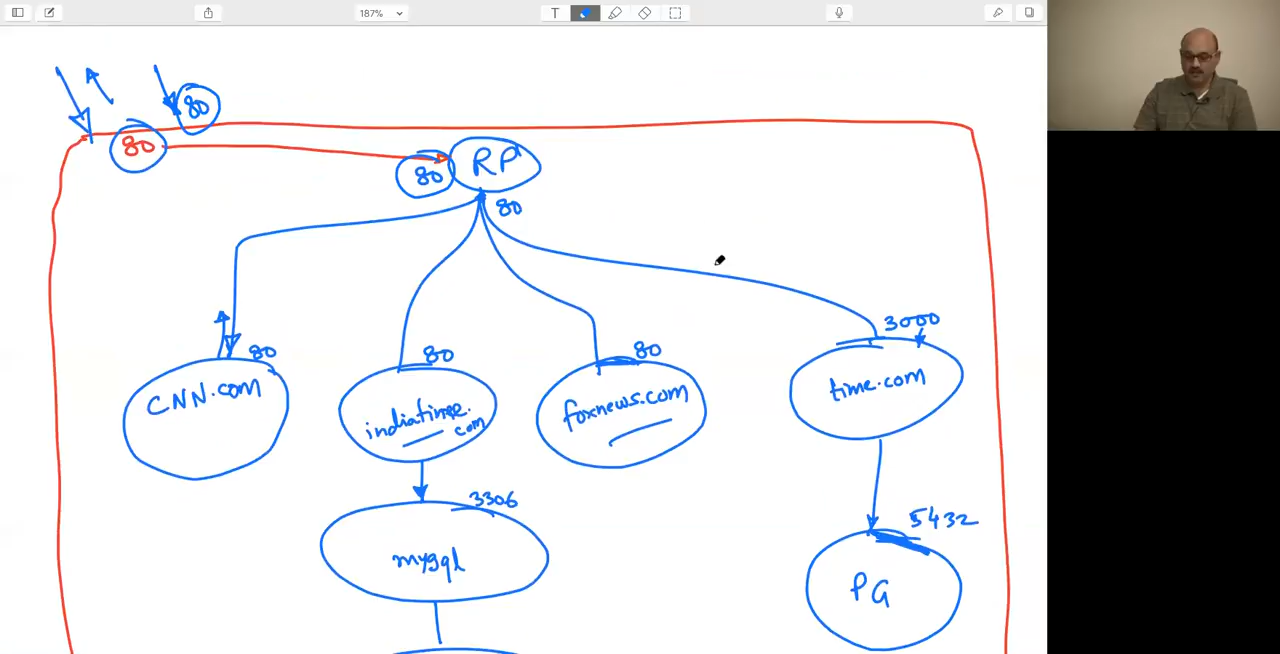 187%
T
80
80
80
RP
80
80
CNN.com
80
indiatimes.
com
80
foxnews.com
3000
time.com
3306
mysql
5432
PG